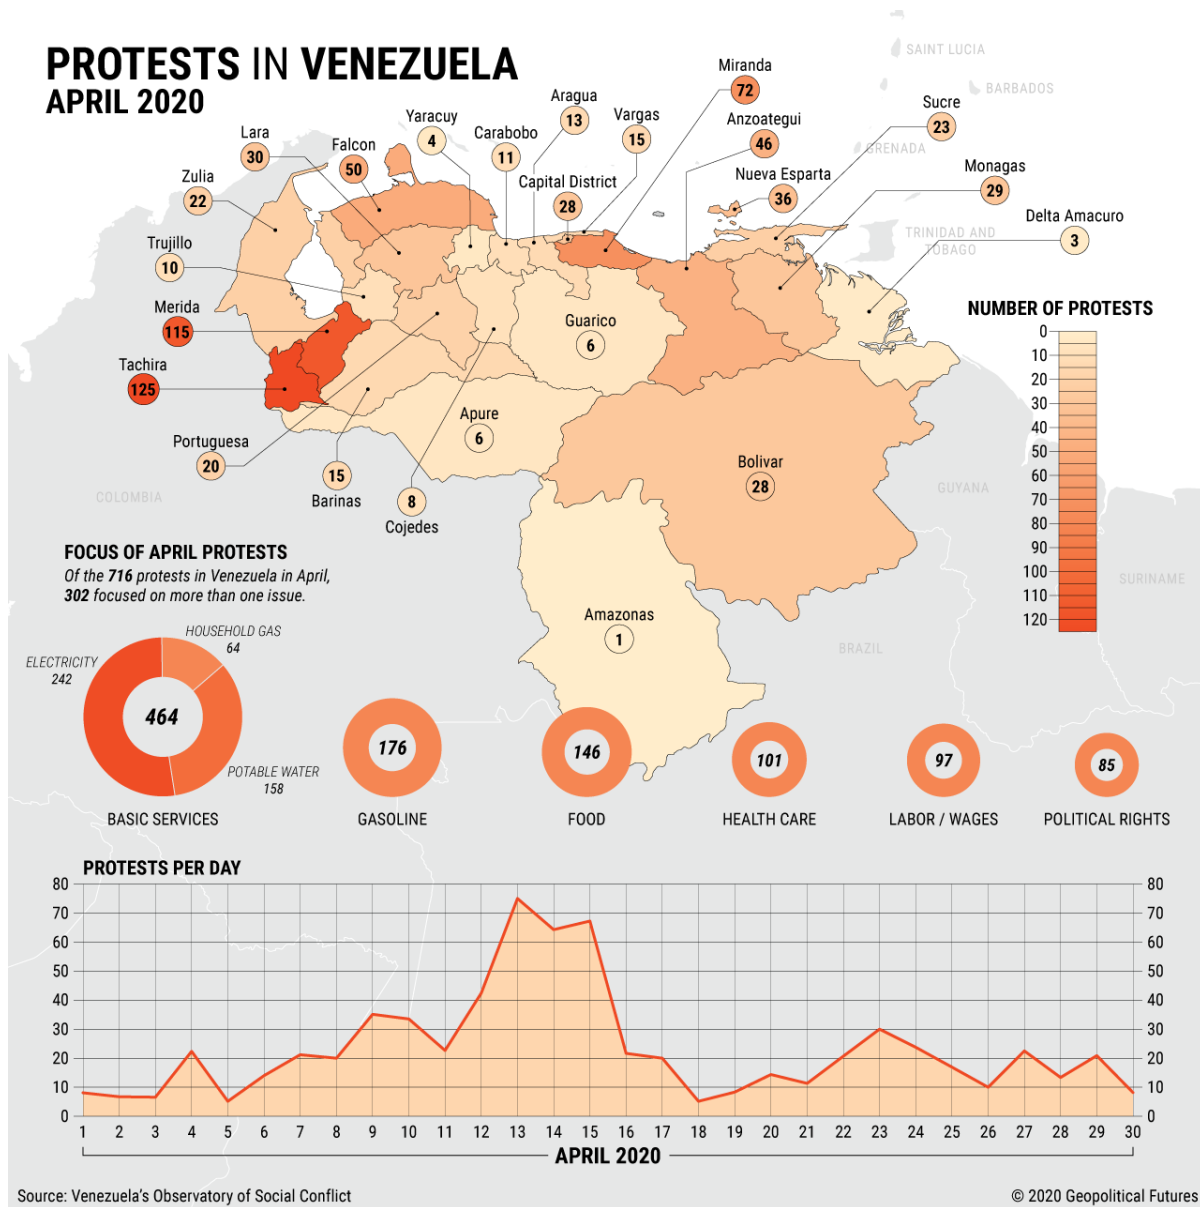 PROTESTS IN VENEZUELA
APRIL 2020
SAINT LUCIA
BARBADOS
GRENADA
TRINIDAD AND
TOBAGO
Miranda
72
Aragua
13
Vargas
15
Yaracuy
4
Carabobo
11
Anzoategui
46
Sucre
23
Lara
30
Falcon
50
Capital District
28
Nueva Esparta
36
Monagas
29
Zulia
22
Delta Amacuro
3
Trujillo
10
Merida
115
Tachira
125
Guarico
6
Apure
6
Portuguesa
20
15
Barinas
8
Cojedes
Bolivar
28
Amazonas
1
COLOMBIA
GUYANA
SURINAME
BRAZIL
NUMBER OF PROTESTS
0
10
20
30
40
50
60
70
80
90
100
110
120
FOCUS OF APRIL PROTESTS
Of the 716 protests in Venezuela in April,
302 focused on more than one issue.
HOUSEHOLD GAS
64
ELECTRICITY
242
464
POTABLE WATER
158
BASIC SERVICES
176
GASOLINE
146
FOOD
101
HEALTH CARE
97
LABOR / WAGES
85
POLITICAL RIGHTS
PROTESTS PER DAY
80 80
70 70
60 60
50 50
40 40
30 30
20 20
10 10
0 0
1 2 3 4 5 6 7 8 9 10 11 12 13 14 15 16 17 18 19 20 21 22 23 24 25 26 27 28 29 30
APRIL 2020
Source: Venezuela's Observatory of Social Conflict
© 2020 Geopolitical Futures